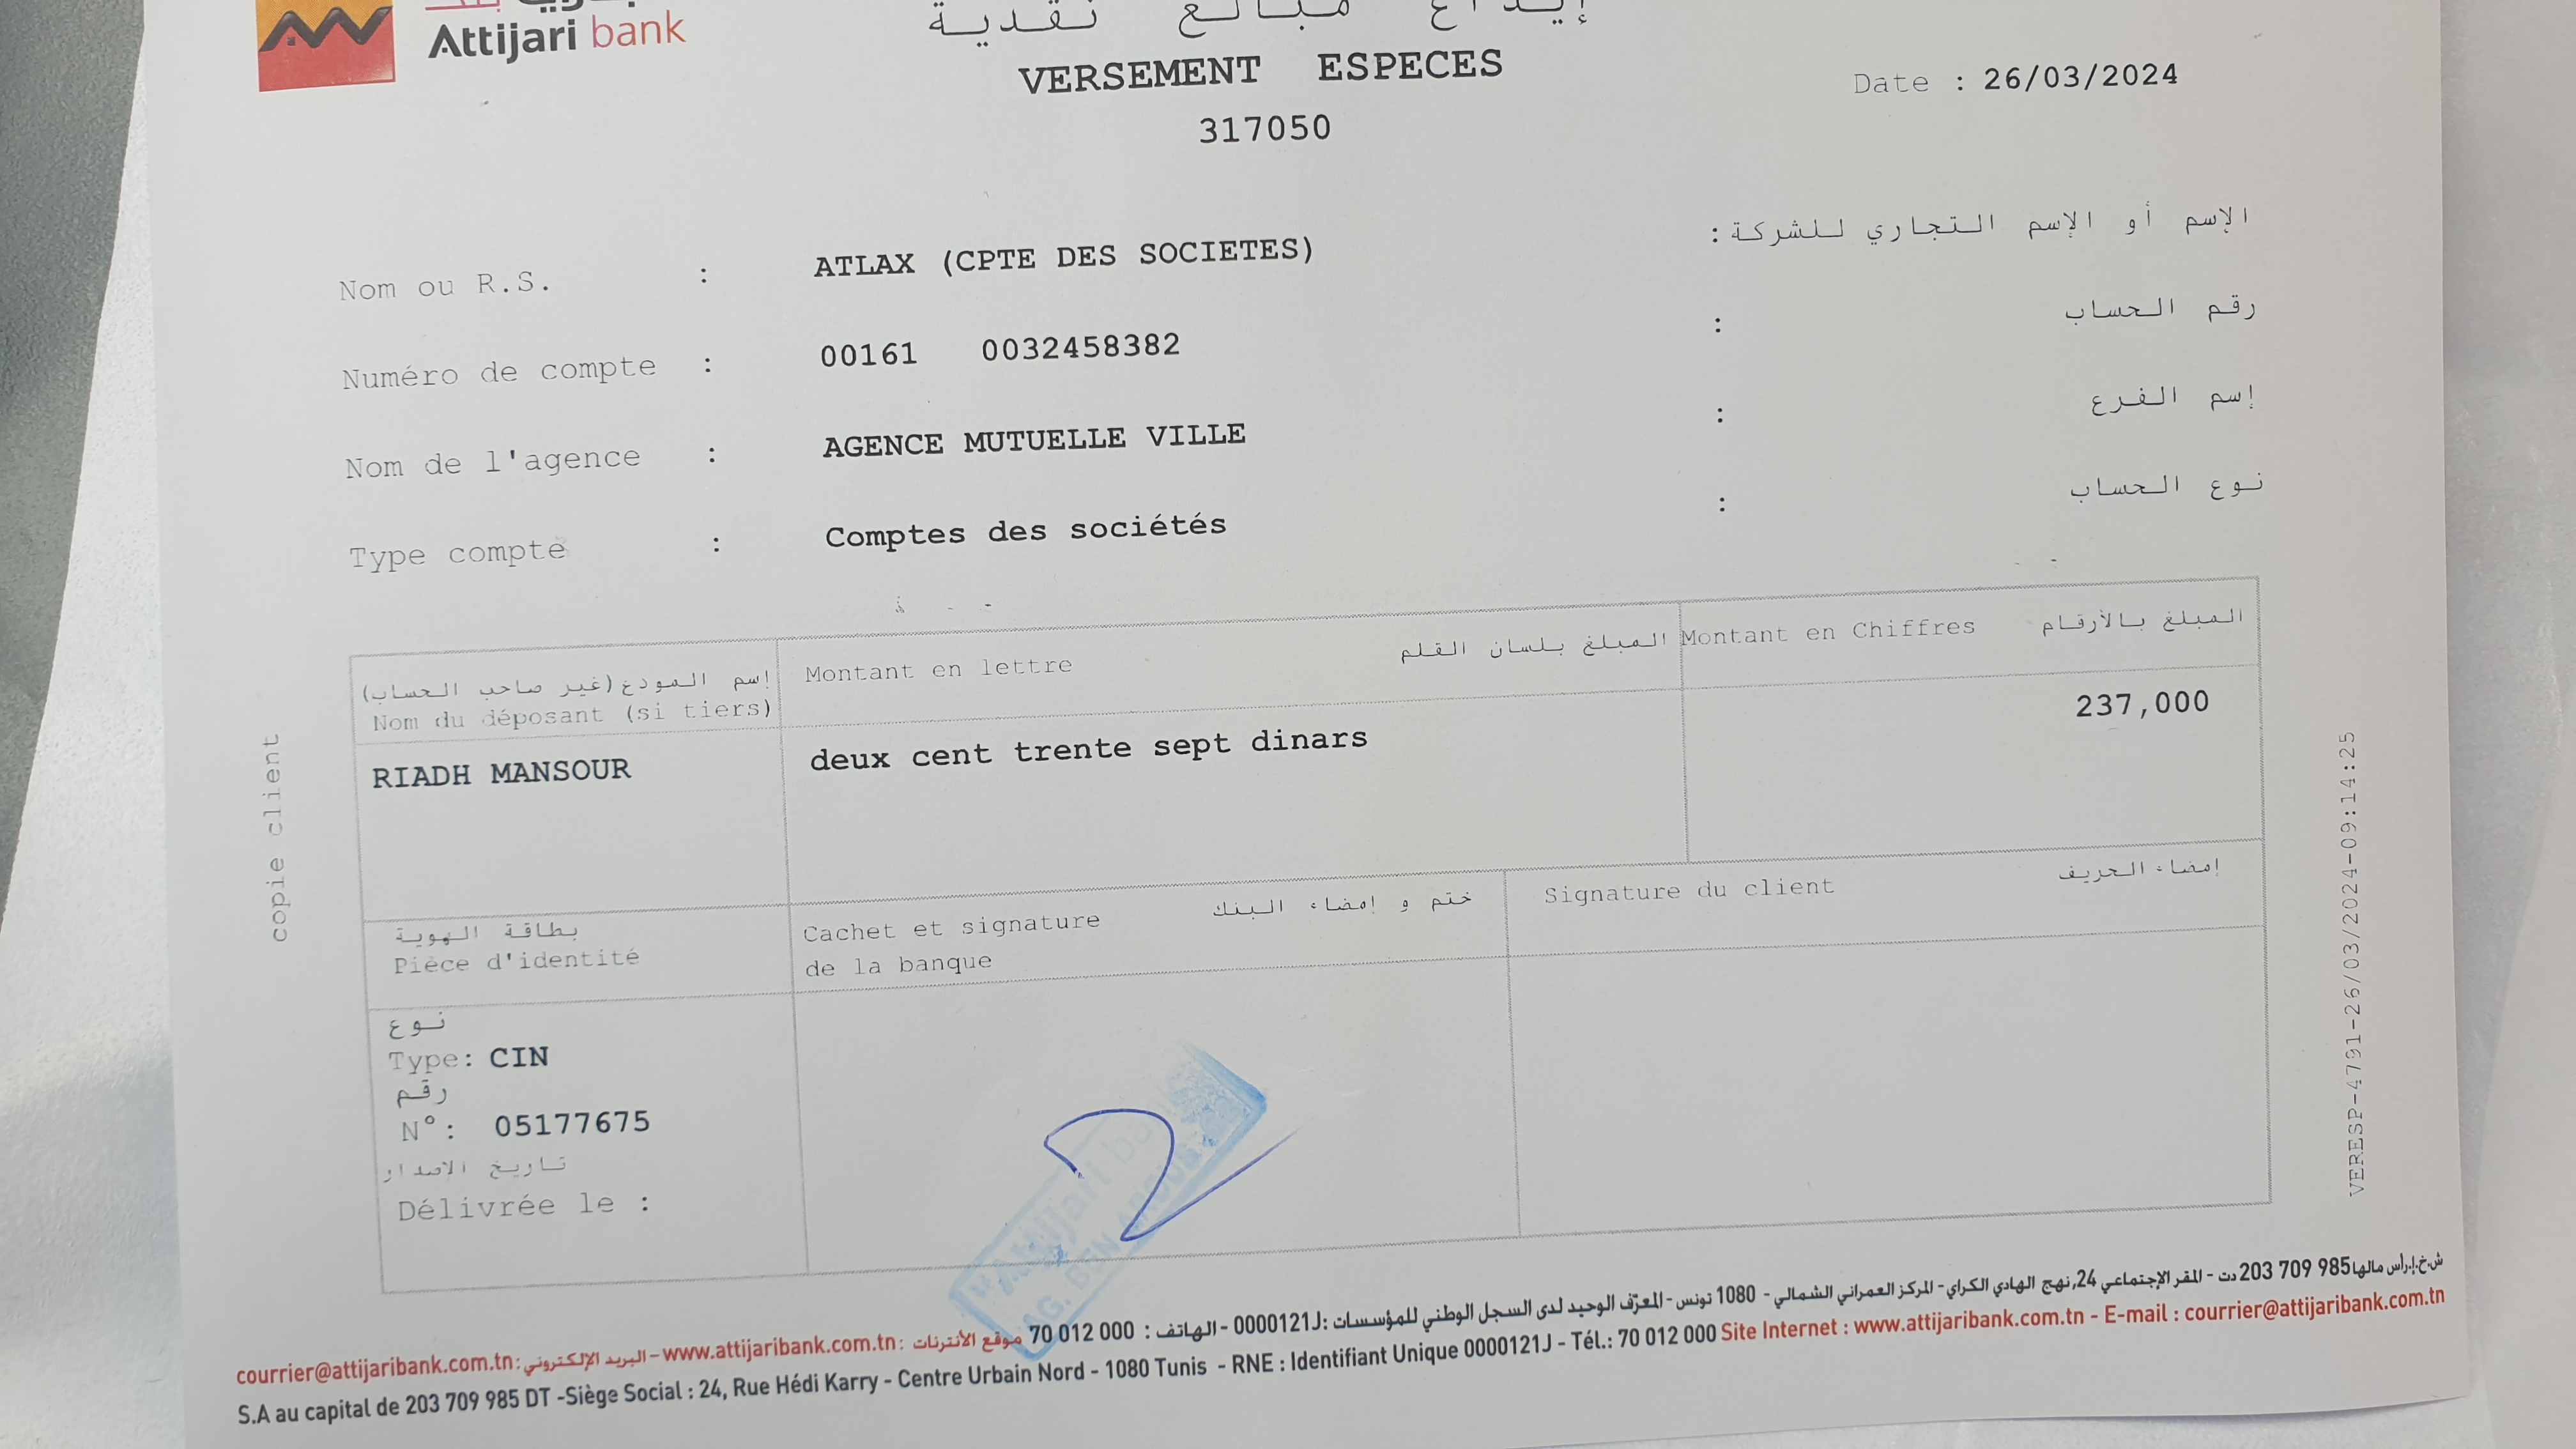 Attijari bank
إيداع مبالغ نقدية
VERSEMENT ESPECES
317050
Date : 26/03/2024
Nom ou R.S. : ATLAX (CPTE DES SOCIETES) الإسم أو الإسم التجاري للشركة :
Numéro de compte : 00161 0032458382 رقم الحساب :
Nom de l'agence : AGENCE MUTUELLE VILLE إسم الفرع :
Type compte : Comptes des sociétés نوع الحساب :
إسم المودع (غير صاحب الحساب)
Nom du déposant (si tiers)
Montant en lettre المبلغ بلسان القلم
Montant en Chiffres المبلغ بالأرقام
RIADH MANSOUR
deux cent trente sept dinars
237,000
بطاقة الهوية
Pièce d'identité
Cachet et signature ختم و إمضاء البنك
de la banque
Signature du client إمضاء الحريف
نوع
Type: CIN
رقم
N°: 05177675
تاريخ الاصدار
Délivrée le :
Attijari
AG. BEN
copie client
VERESP-4791-26/03/2024-09:14:25
ش.خ.إ.رأس مالها 985 709 203 دت - المقر الإجتماعي 24, نهج الهادي الكراي - المركز العمراني الشمالي - 1080 تونس - المعرّف الوحيد لدى السجل الوطني للمؤسسات : 0000121J - الهاتف : 70 012 000 موقع الأنترنات : www.attijaribank.com.tn - البريد الإلكتروني : courrier@attijaribank.com.tn
S.A au capital de 203 709 985 DT -Siège Social : 24, Rue Hédi Karry - Centre Urbain Nord - 1080 Tunis - RNE : Identifiant Unique 0000121J - Tél.: 70 012 000 Site Internet : www.attijaribank.com.tn - E-mail : courrier@attijaribank.com.tn